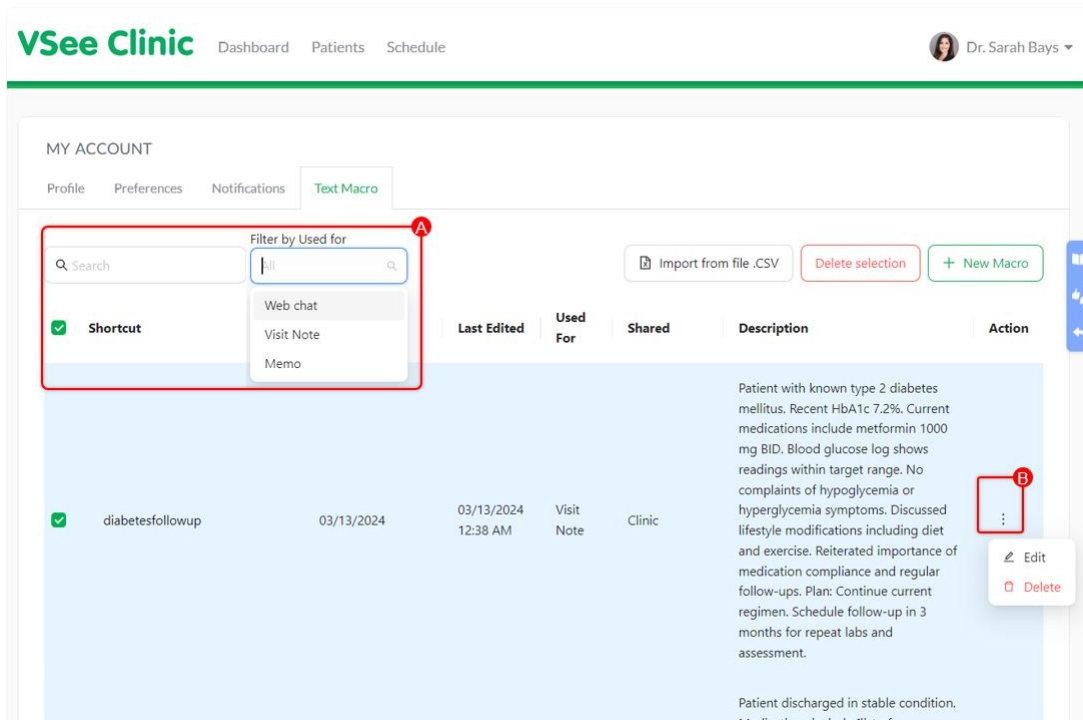 VSee Clinic Dashboard Patients Schedule Dr. Sarah Bays
MY ACCOUNT
Profile Preferences Notifications Text Macro
A
Filter by Used for
Search All Import from file .CSV Delete selection + New Macro
Web chat
Visit Note
Memo
Shortcut Last Edited Used For Shared Description Action
diabetesfollowup 03/13/2024 03/13/2024 12:38 AM Visit Note Clinic
Patient with known type 2 diabetes
mellitus. Recent HbA1c 7.2%. Current
medications include metformin 1000
mg BID. Blood glucose log shows
readings within target range. No
complaints of hypoglycemia or
hyperglycemia symptoms. Discussed
lifestyle modifications including diet
and exercise. Reiterated importance of
medication compliance and regular
follow-ups. Plan: Continue current
regimen. Schedule follow-up in 3
months for repeat labs and
assessment.
B
Edit
Delete
Patient discharged in stable condition.